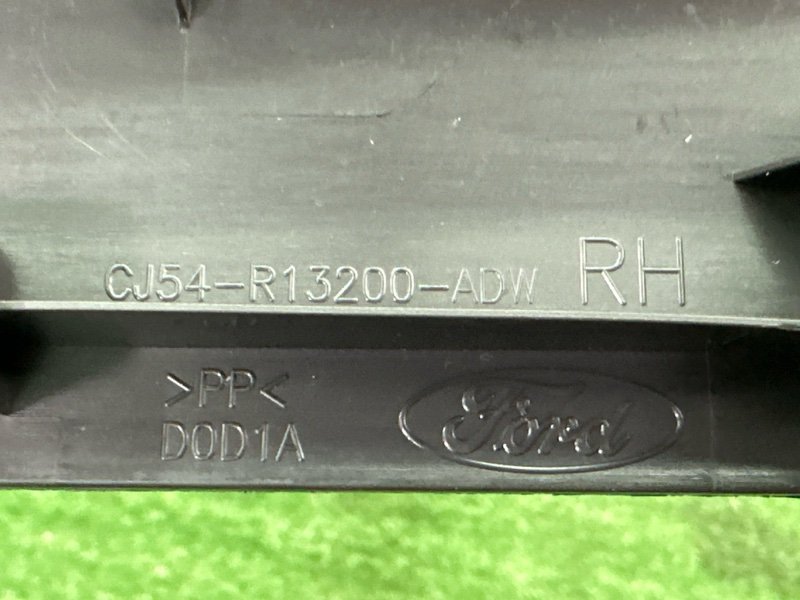 CJ54-R13200-ADW RH
>PP<
D0D1A
Ford